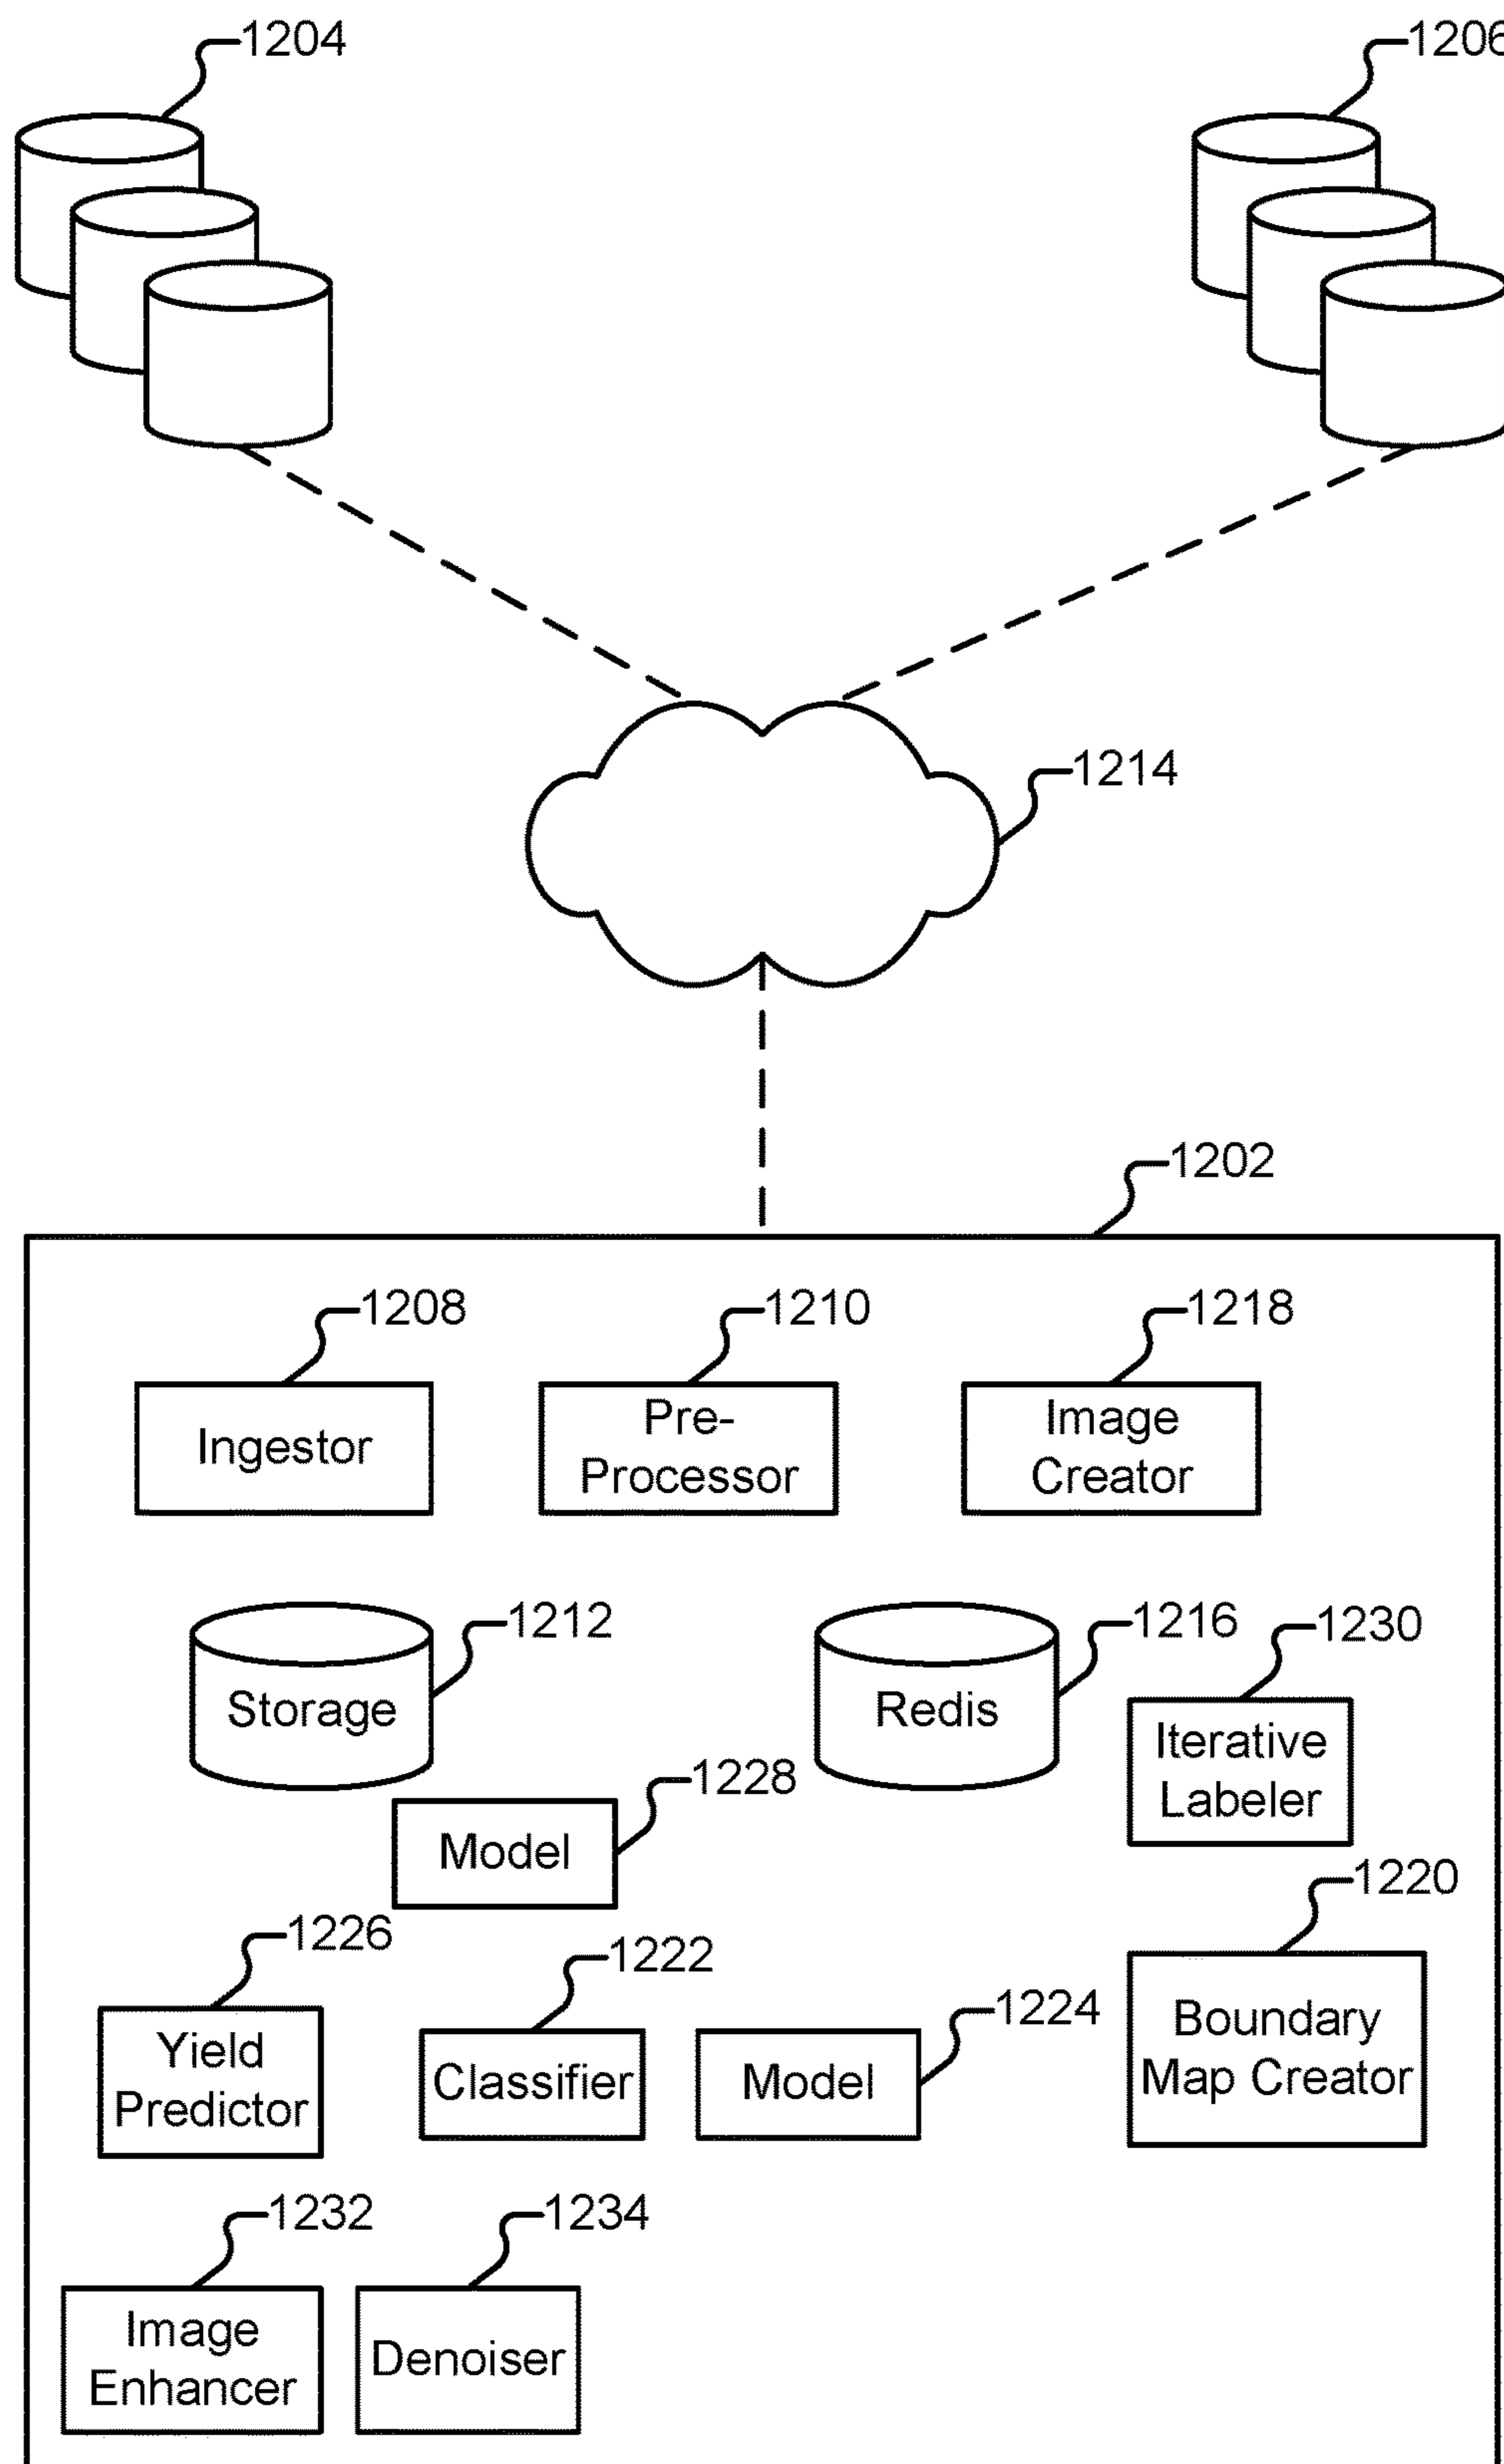 1204
1206
1214
1202
1208
1210
1218
Ingestor
Pre-
Processor
Image
Creator
1212
1216
1230
Storage
Redis
Iterative
Labeler
1228
Model
1220
1226
1222
1224
Yield
Predictor
Classifier
Model
Boundary
Map Creator
1232
1234
Image
Enhancer
Denoiser